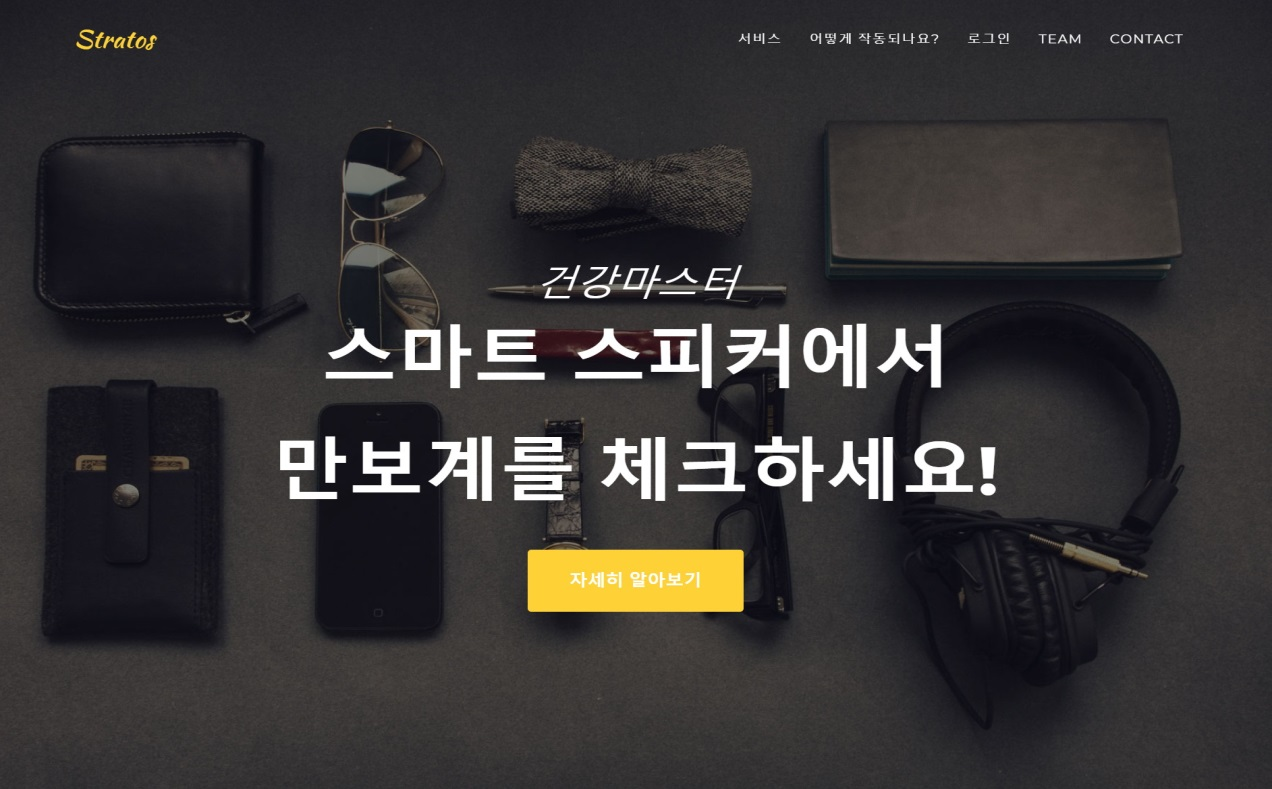 Stratos
서비스 어떻게 작동되나요? 로그인 TEAM CONTACT
건강마스터
스마트 스피커에서
만보계를 체크하세요!
자세히 알아보기